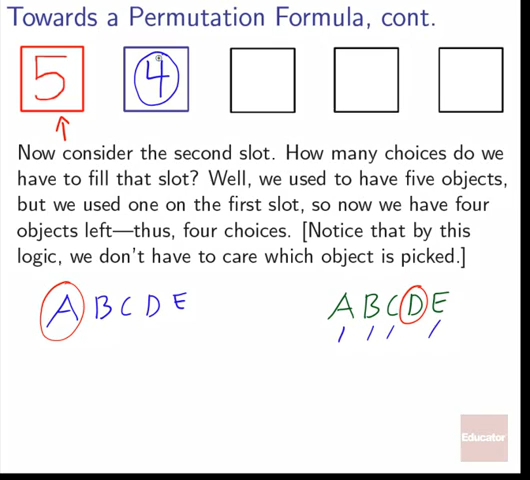 Towards a Permutation Formula, cont.
5 4
Now consider the second slot. How many choices do we
have to fill that slot? Well, we used to have five objects,
but we used one on the first slot, so now we have four
objects left—thus, four choices. [Notice that by this
logic, we don't have to care which object is picked.]
A B C D E A B C D E
Educator